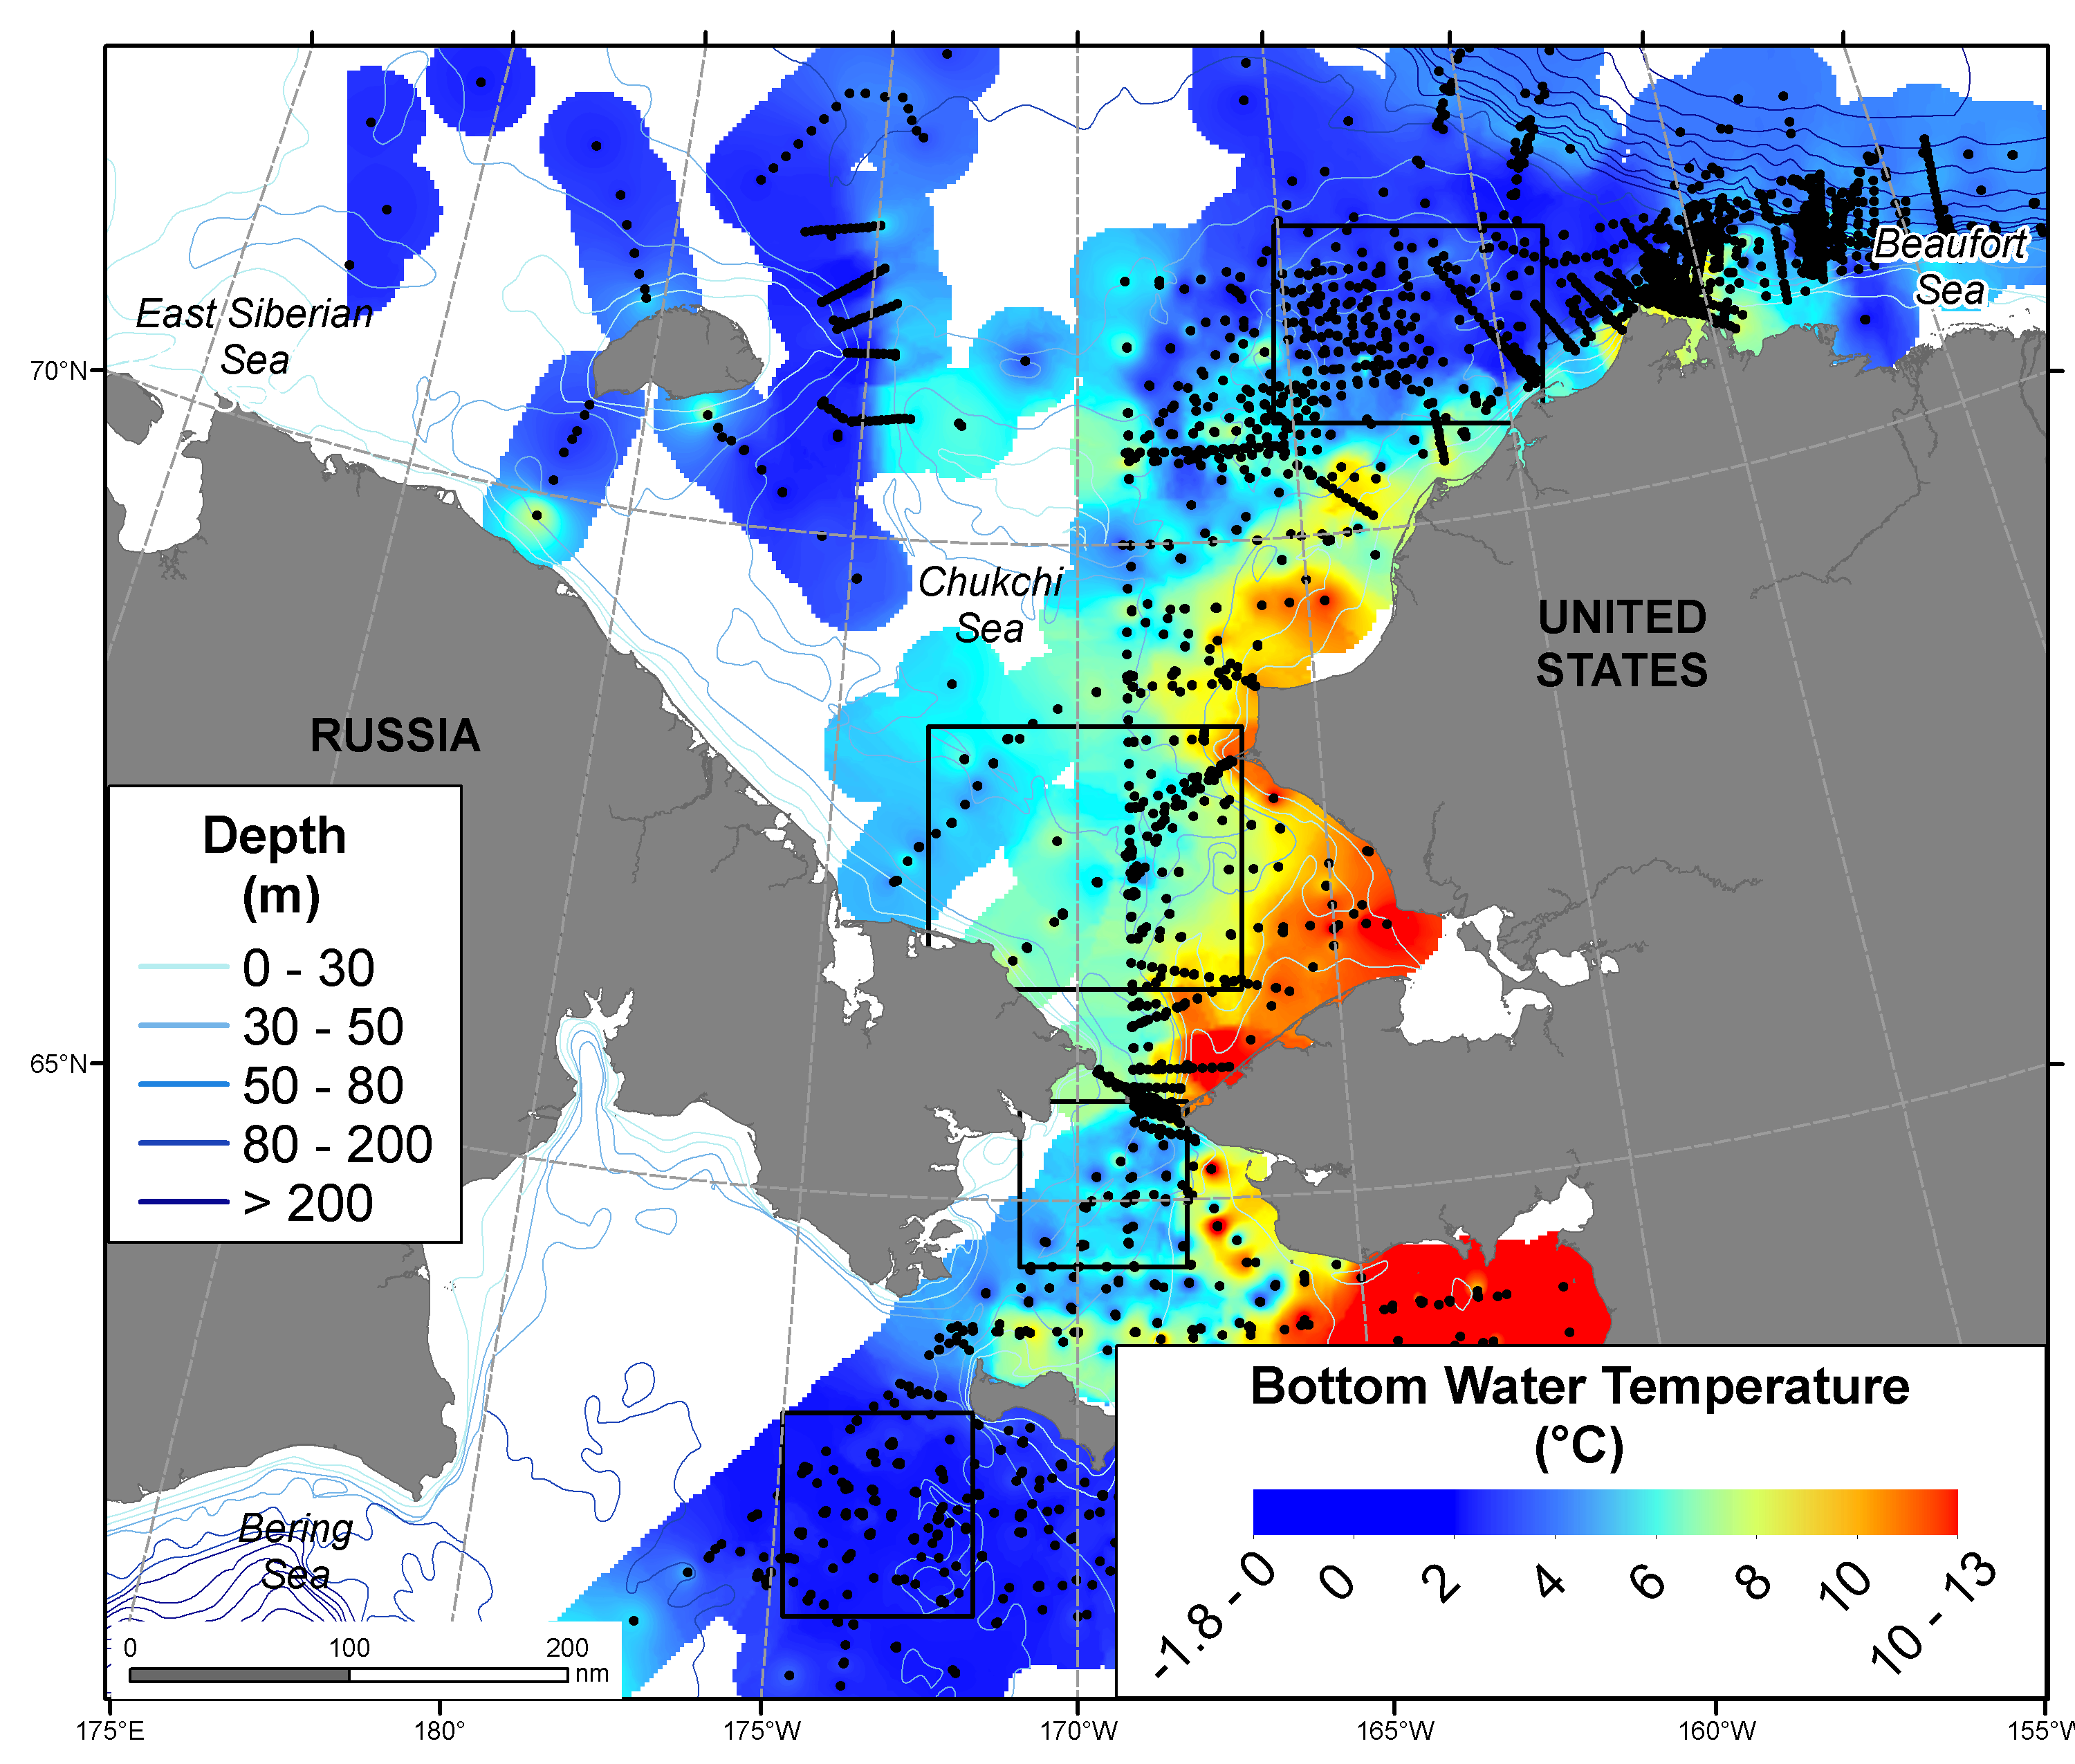 Beaufort
Sea
East Siberian
Sea
70°N
Chukchi
Sea
UNITED
STATES
RUSSIA
Depth
(m)
0 - 30
30 - 50
50 - 80
80 - 200
> 200
65°N
Bottom Water Temperature
(°C)
-1.8 - 0
0
2
4
6
8
10
10 - 13
Bering
Sea
0
100
200
nm
175°E
180°
175°W
170°W
165°W
160°W
155°W